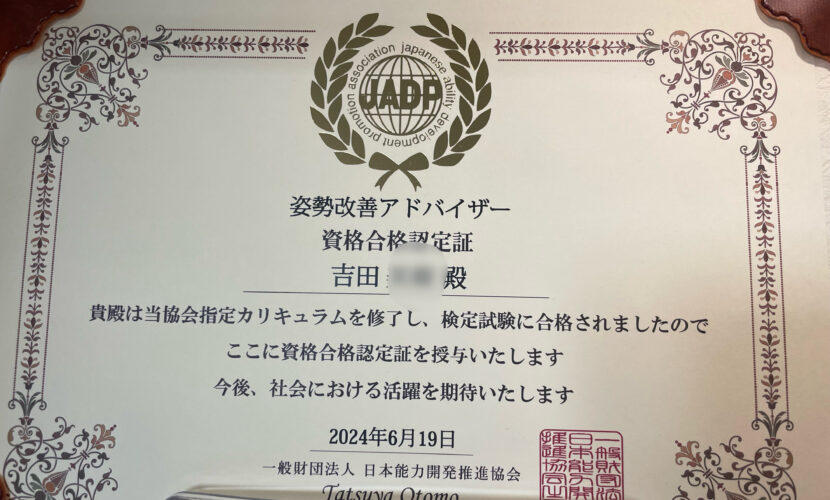 japanese ability development promotion association
JADP
姿勢改善アドバイザー
資格合格認定証
吉田 殿
貴殿は当協会指定カリキュラムを修了し、検定試験に合格されましたので
ここに資格合格認定証を授与いたします
今後、社会における活躍を期待いたします
2024年6月19日
一般財団法人 日本能力開発推進協会
Tatsuya Otomo